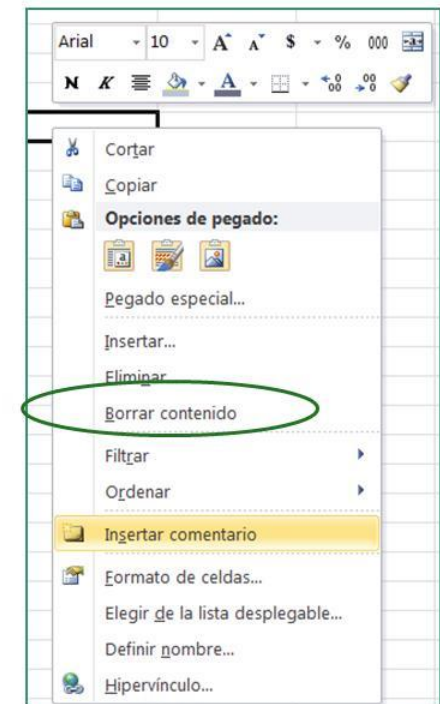 Arial 10 A A $ % 000
N K A
Cortar
Copiar
Opciones de pegado:
Pegado especial...
Insertar...
Eliminar...
Borrar contenido
Filtrar
Ordenar
Insertar comentario
Formato de celdas...
Elegir de la lista desplegable...
Definir nombre...
Hipervínculo...